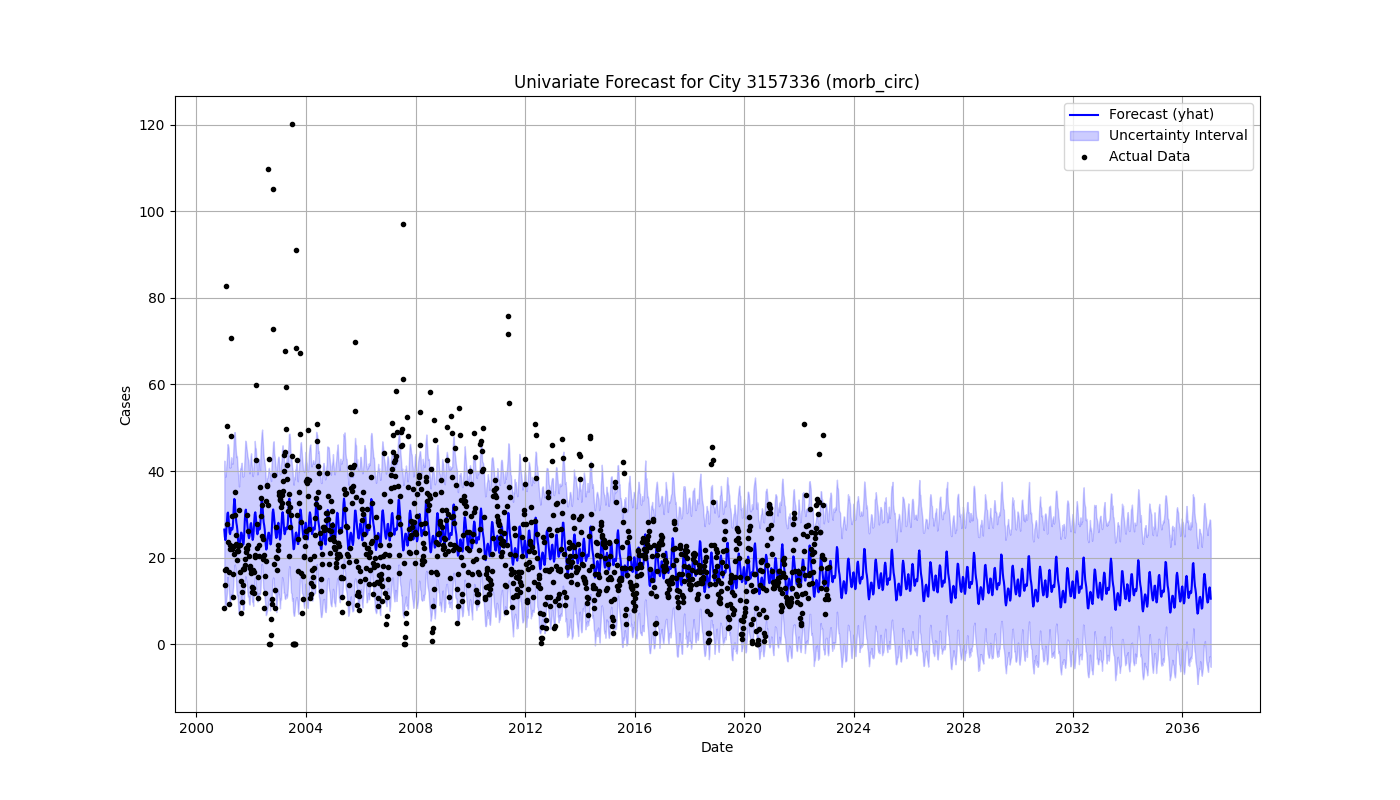 Univariate Forecast for City 3157336 (morb_circ)
Forecast (yhat)
Uncertainty Interval
Actual Data
120
100
80
60
40
20
0
Cases
2000 2004 2008 2012 2016 2020 2024 2028 2032 2036
Date